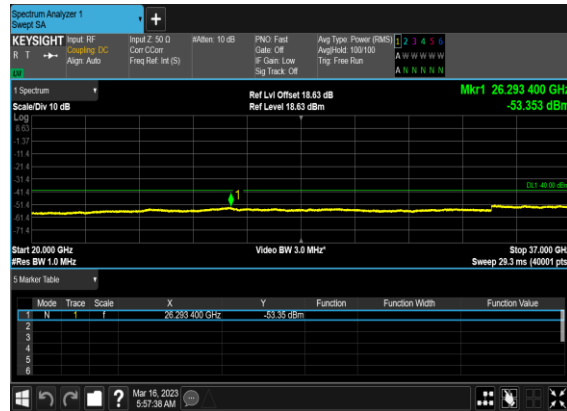 Spectrum Analyzer 1
Swept SA
+
KEYSIGHT
R T
Input: RF
Coupling: DC
Align: Auto
Input Z: 50 Ω
Corr CCorr
Freq Ref: Int (S)
#Atten: 10 dB
PNO: Fast
Gate: Off
IF Gain: Low
Sig Track: Off
Avg Type: Power (RMS)
Avg|Hold: 100/100
Trig: Free Run
1 2 3 4 5 6
A W W W W W
A N N N N N
1 Spectrum
Scale/Div 10 dB
Ref Lvl Offset 18.63 dB
Ref Level 18.63 dBm
Mkr1 26.293 400 GHz
-53.353 dBm
Log
8.63
-1.37
-11.4
-21.4
-31.4
-41.4
-51.4
-61.4
-71.4
1
DL1 -40.00 dBm
Start 20.000 GHz
#Res BW 1.0 MHz
Video BW 3.0 MHz*
Stop 37.000 GHz
Sweep 29.3 ms (40001 pts)
5 Marker Table
Mode Trace Scale X Y Function Function Width Function Value
1 N 1 f 26.293 400 GHz -53.35 dBm
2
3
4
5
6
?
Mar 16, 2023
5:57:38 AM